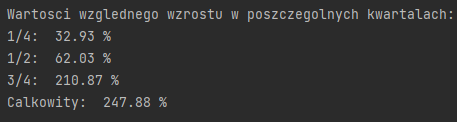 Wartosci wzglednego wzrostu w poszczegolnych kwartalach:
1/4:  32.93 %
1/2:  62.03 %
3/4:  210.87 %
Calkowity:  247.88 %